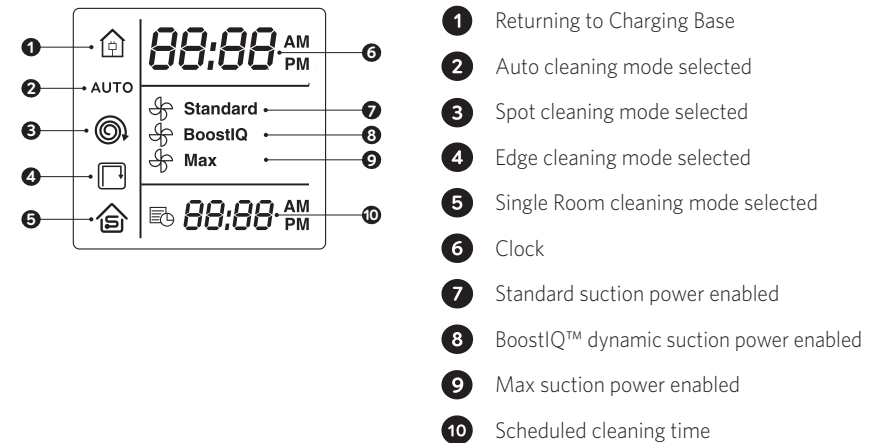 1 88:88 AM
PM 6
2 AUTO
3 Standard 7
BoostIQ 8
4 Max 9
5 88:88 AM
PM 10
1 Returning to Charging Base
2 Auto cleaning mode selected
3 Spot cleaning mode selected
4 Edge cleaning mode selected
5 Single Room cleaning mode selected
6 Clock
7 Standard suction power enabled
8 BoostIQ™ dynamic suction power enabled
9 Max suction power enabled
10 Scheduled cleaning time